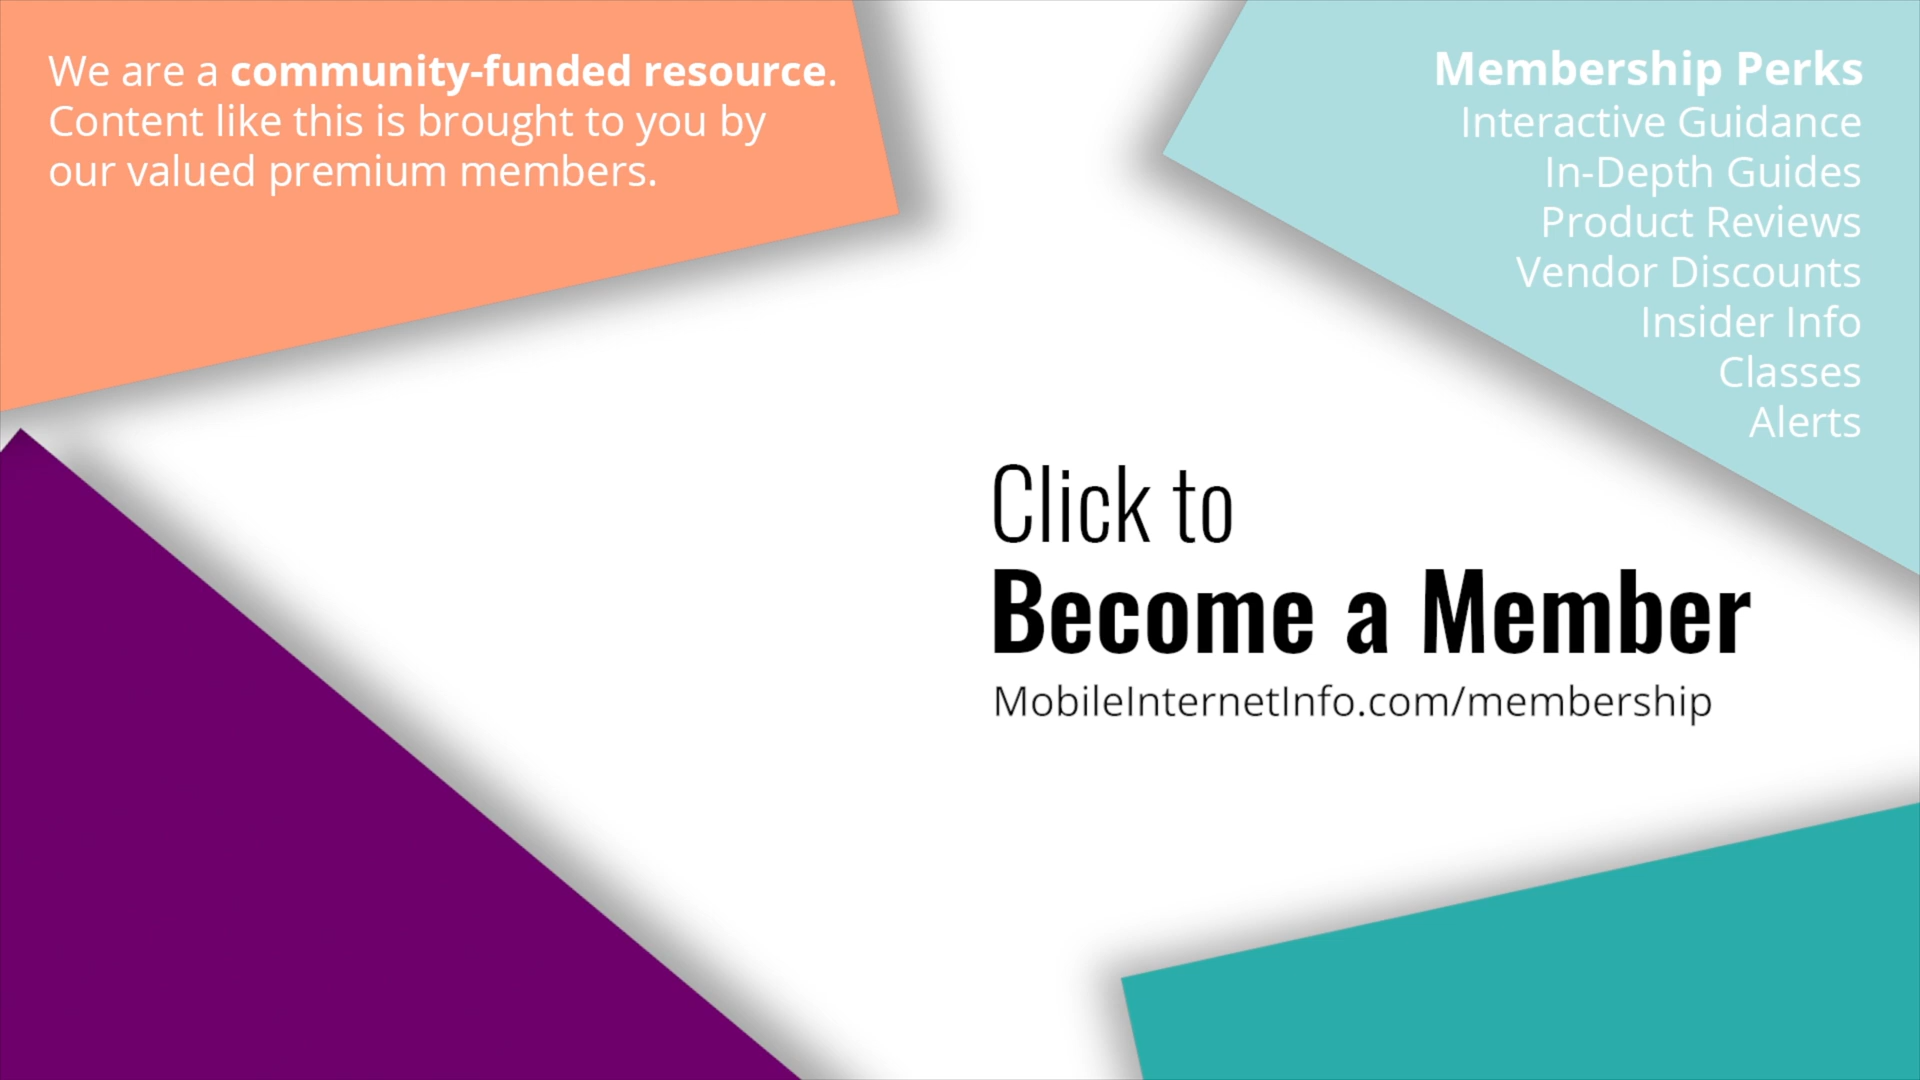 We are a community-funded resource.
Content like this is brought to you by
our valued premium members.
Membership Perks
Interactive Guidance
In-Depth Guides
Product Reviews
Vendor Discounts
Insider Info
Classes
Alerts
Click to
Become a Member
MobileInternetInfo.com/membership